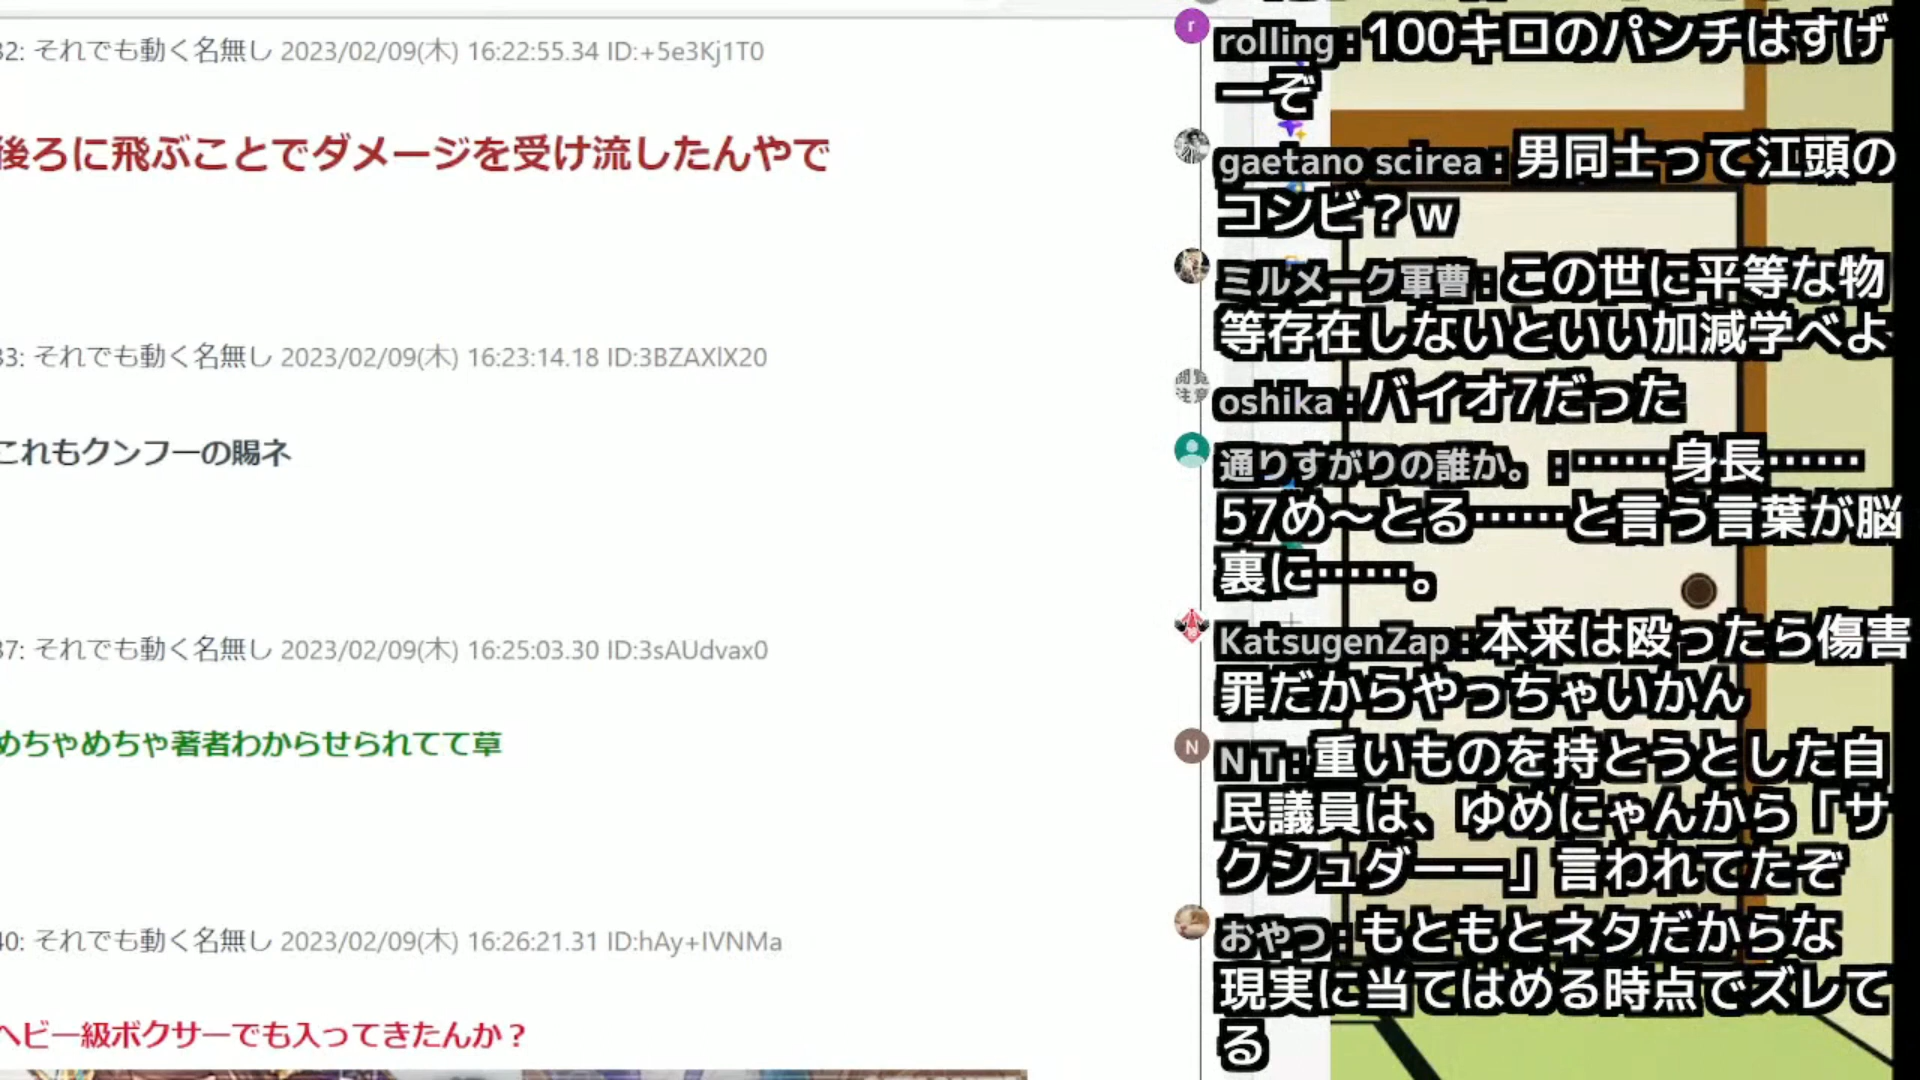 32: それでも動く名無し 2023/02/09(木) 16:22:55.34 ID:+5e3Kj1T0
後ろに飛ぶことでダメージを受け流したんやで
33: それでも動く名無し 2023/02/09(木) 16:23:14.18 ID:3BZAXlX20
これもクンフーの賜ネ
37: それでも動く名無し 2023/02/09(木) 16:25:03.30 ID:3sAUdvax0
めちゃめちゃ著者わからせられてて草
40: それでも動く名無し 2023/02/09(木) 16:26:21.31 ID:hAy+IVNMa
ヘビー級ボクサーでも入ってきたんか？
r
rolling : 100キロのパンチはすげ
ーぞ
gaetano scirea : 男同士って江頭の
コンビ？w
ミルメーク軍曹 : この世に平等な物
等存在しないといい加減学べよ
閲覧
注意
oshika : バイオ7だった
通りすがりの誰か。 : ……身長……
57め〜とる……と言う言葉が脳
裏に……。
KatsugenZap : 本来は殴ったら傷害
罪だからやっちゃいかん
N
N T : 重いものを持とうとした自
民議員は、ゆめにゃんから「サ
クシュダーー」言われてたぞ
おやつ : もともとネタだからな
現実に当てはめる時点でズレて
る